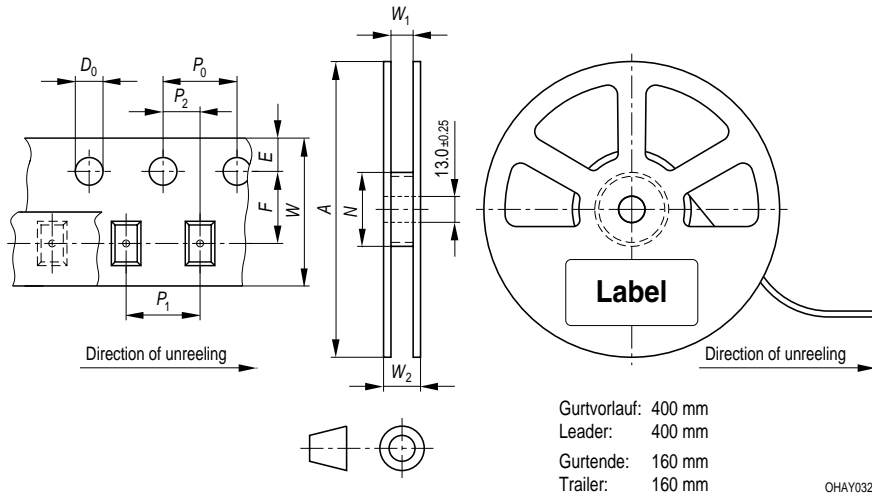 W1
D0
P0
P2
E
F
W
A
N
13.0±0.25
P1
Label
Direction of unreeling
W2
Direction of unreeling
Gurtvorlauf: 400 mm
Leader: 400 mm
Gurtende: 160 mm
Trailer: 160 mm
OHAY032